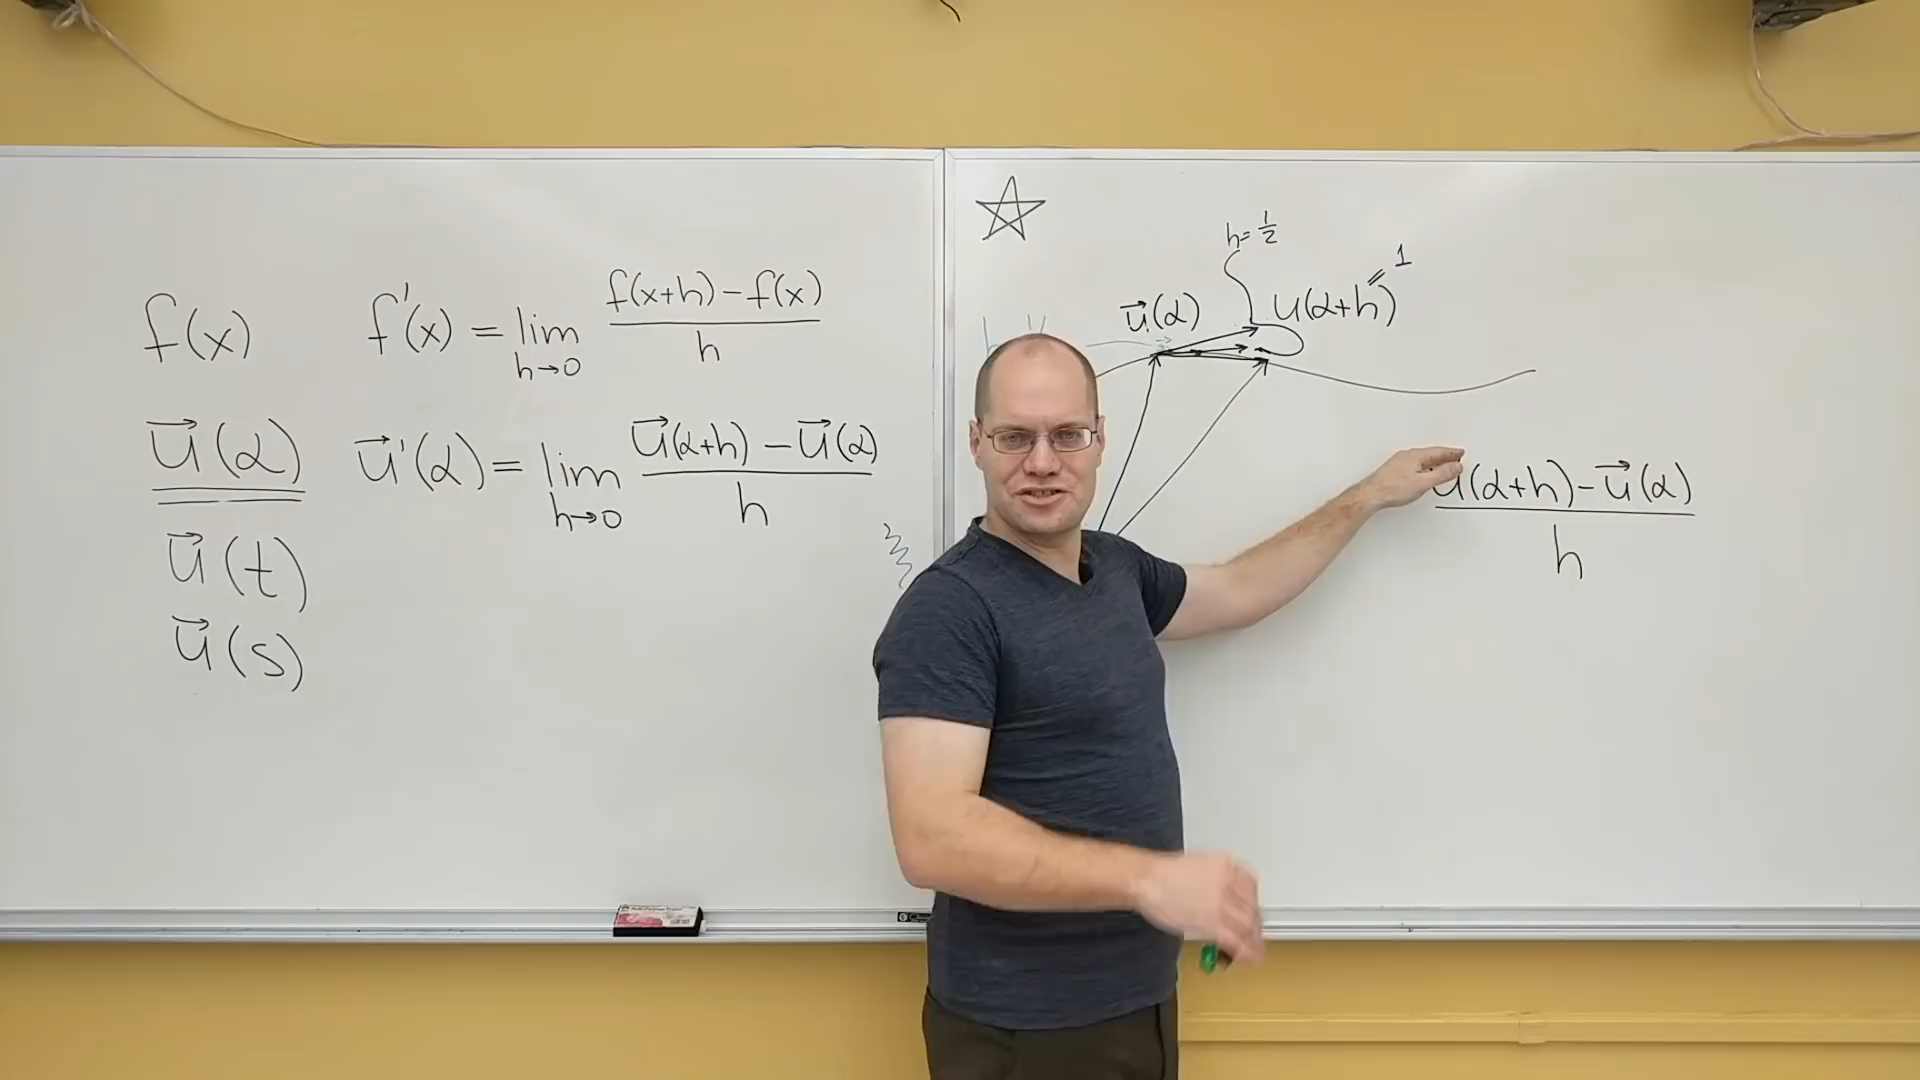 f(x)
f'(x) = lim h→0 f(x+h) - f(x) / h
u⃗(α)
u⃗'(α) = lim h→0 u⃗(α+h) - u⃗(α) / h
u⃗(t)
u⃗(s)
h = 1/2
u⃗(α)
u(α+h)
= 1
u(α+h) - u⃗(α) / h